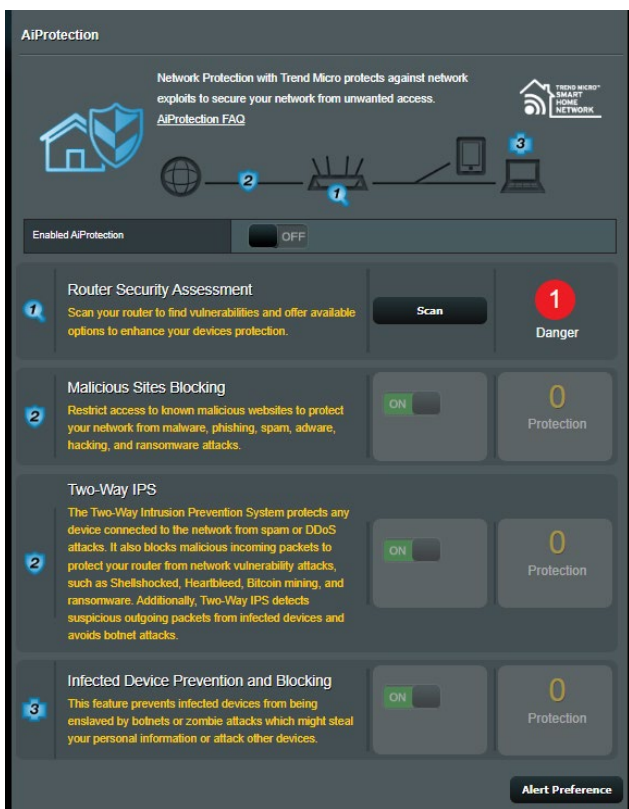 AiProtection
Network Protection with Trend Micro protects against network
exploits to secure your network from unwanted access.
AiProtection FAQ
TREND MICRO™
SMART
HOME
NETWORK
3
2
1
Enabled AiProtection
OFF
1
Router Security Assessment
Scan your router to find vulnerabilities and offer available
options to enhance your devices protection.
Scan
1
Danger
2
Malicious Sites Blocking
Restrict access to known malicious websites to protect
your network from malware, phishing, spam, adware,
hacking, and ransomware attacks.
ON
0
Protection
2
Two-Way IPS
The Two-Way Intrusion Prevention System protects any
device connected to the network from spam or DDoS
attacks. It also blocks malicious incoming packets to
protect your router from network vulnerability attacks,
such as Shellshocked, Heartbleed, Bitcoin mining, and
ransomware. Additionally, Two-Way IPS detects
suspicious outgoing packets from infected devices and
avoids botnet attacks.
ON
0
Protection
3
Infected Device Prevention and Blocking
This feature prevents infected devices from being
enslaved by botnets or zombie attacks which might steal
your personal information or attack other devices.
ON
0
Protection
Alert Preference